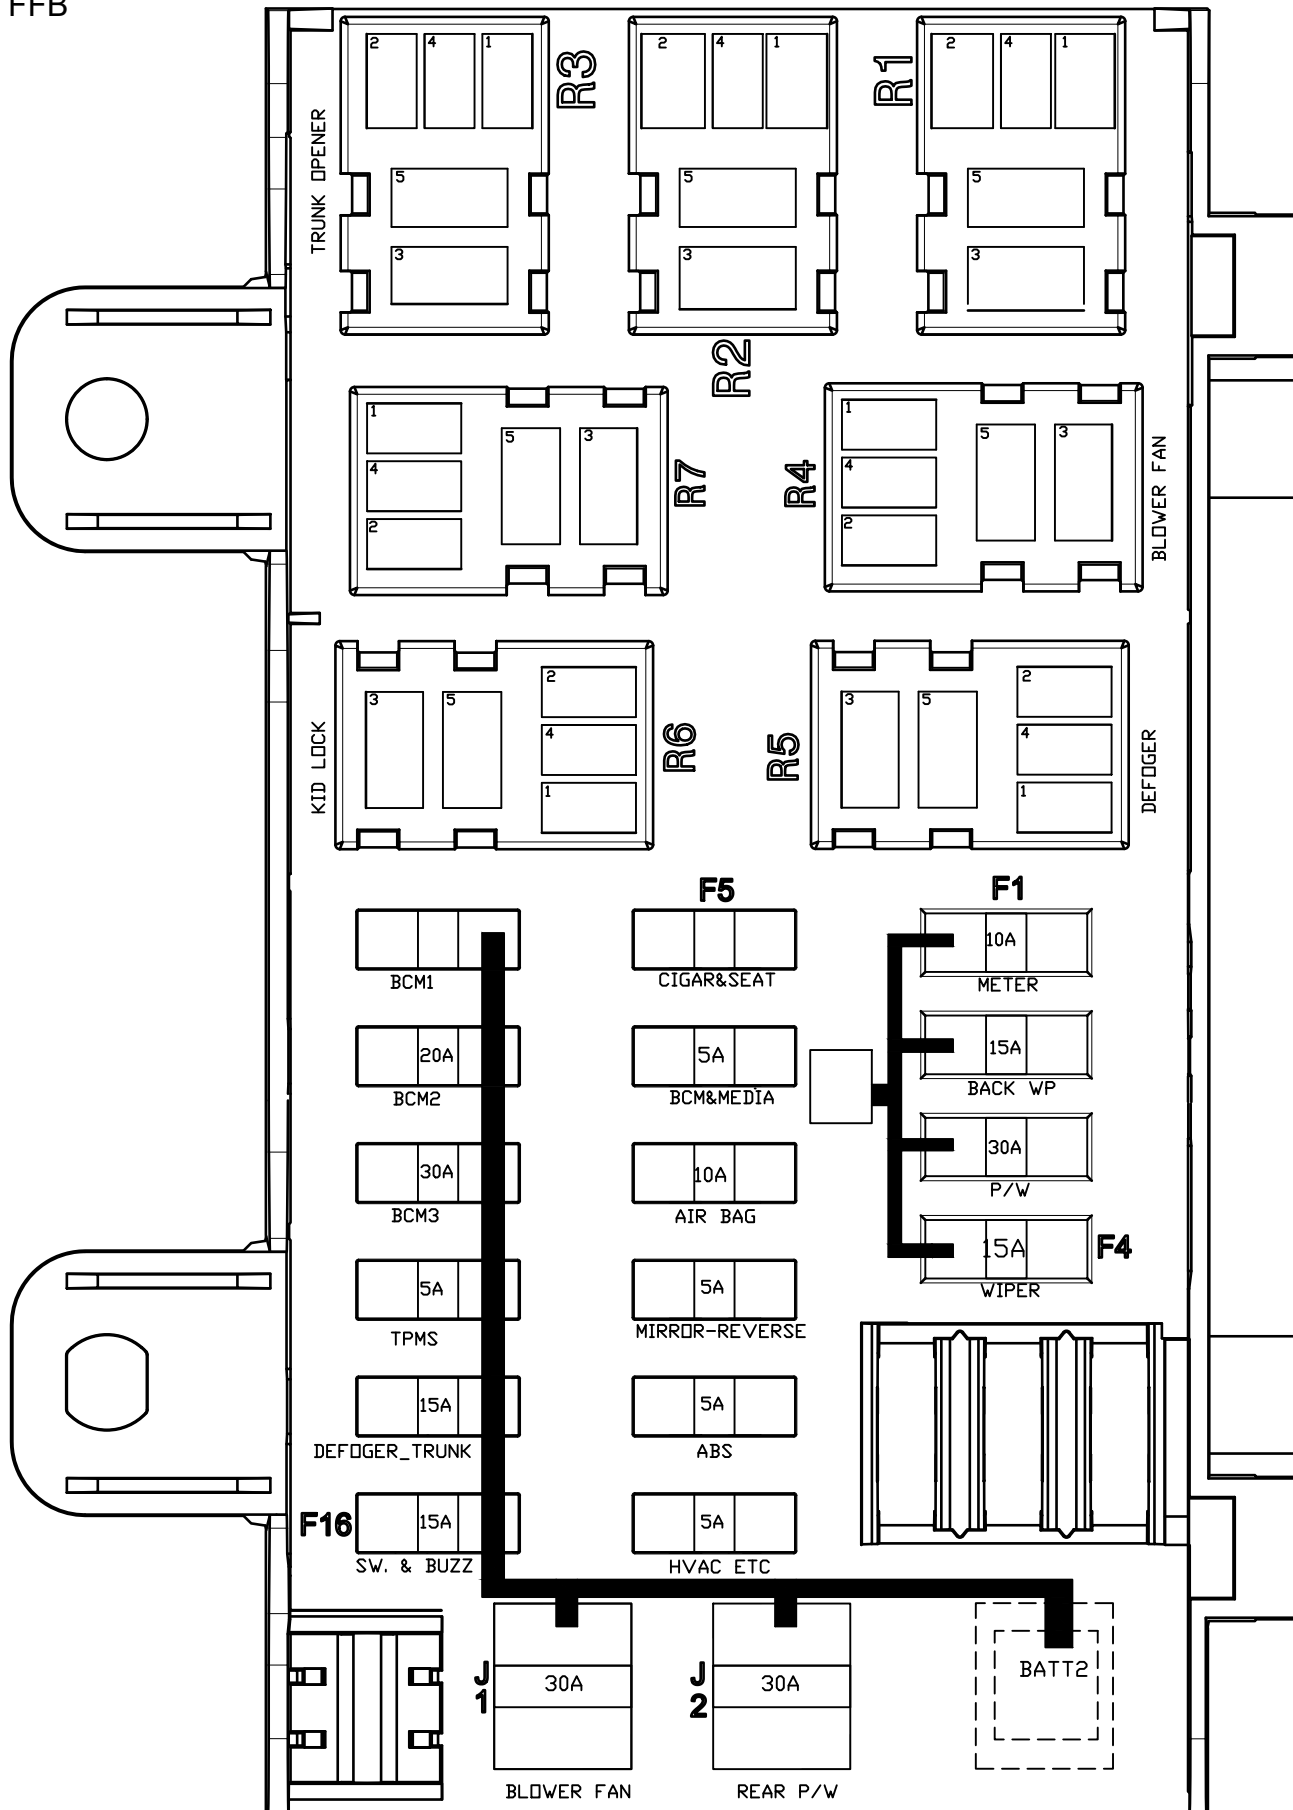 FFB
2 4 1
R3
2 4 1
R1
2 4 1
TRUNK OPENER
5
5
5
3
3
3
R2
1
4
2
5
3
R7
R4
1
4
2
5
3
BLOWER FAN
KID LOCK
3
5
2
4
1
R6
R5
3
5
2
4
1
DEFOGER
F5
F1
10A
BCM1
CIGAR&SEAT
METER
20A
5A
15A
BCM2
BCM&MEDİA
BACK WP
30A
10A
30A
BCM3
AIR BAG
P/W
15A
F4
5A
5A
WIPER
TPMS
MIRROR-REVERSE
15A
5A
DEFOGER_TRUNK
ABS
F16
15A
5A
SW. & BUZZ
HVAC ETC
J1
30A
J2
30A
BATT2
BLOWER FAN
REAR P/W